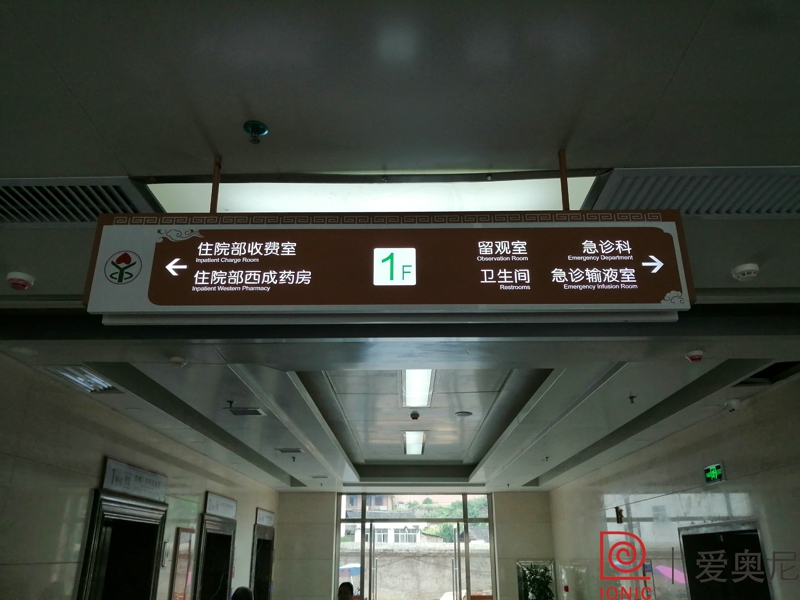 住院部收费室
Inpatient Charge Room
住院部西成药房
Inpatient Western Pharmacy
1F
留观室
Observation Room
卫生间
Restrooms
急诊科
Emergency Department
急诊输液室
Emergency Infusion Room
IONIC
爱奥尼